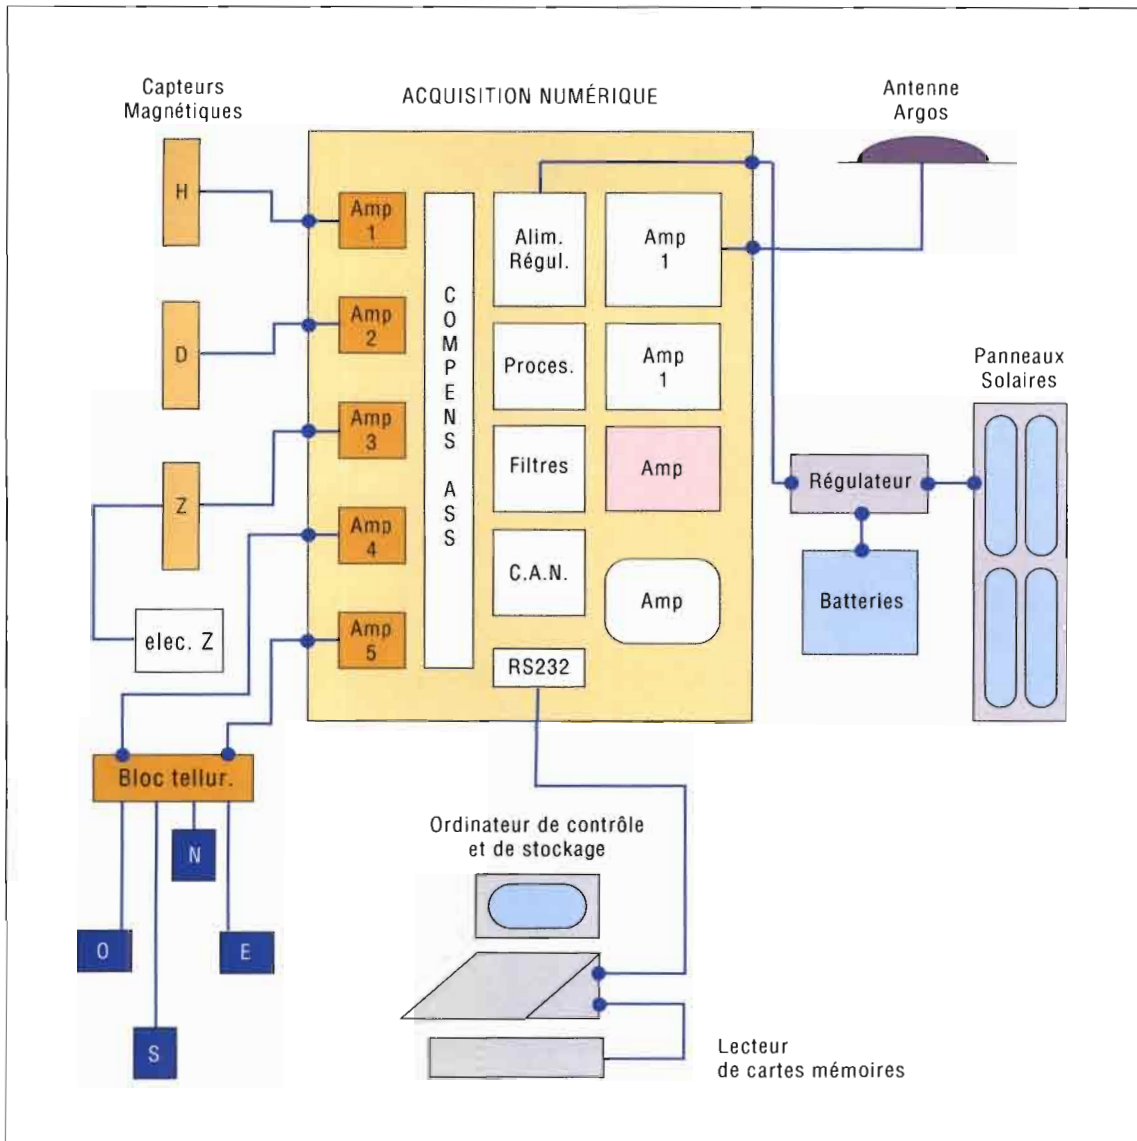 Capteurs
Magnétiques
ACQUISITION NUMÉRIQUE
Antenne
Argos
H
D
Z
elec. Z
Amp
1
Amp
2
Amp
3
Amp
4
Amp
5
COMPENS ASS
Alim.
Régul.
Proces.
Filtres
C.A.N.
RS232
Amp
1
Amp
1
Amp
Amp
Panneaux
Solaires
Régulateur
Batteries
Bloc tellur.
N
O
E
S
Ordinateur de contrôle
et de stockage
Lecteur
de cartes mémoires